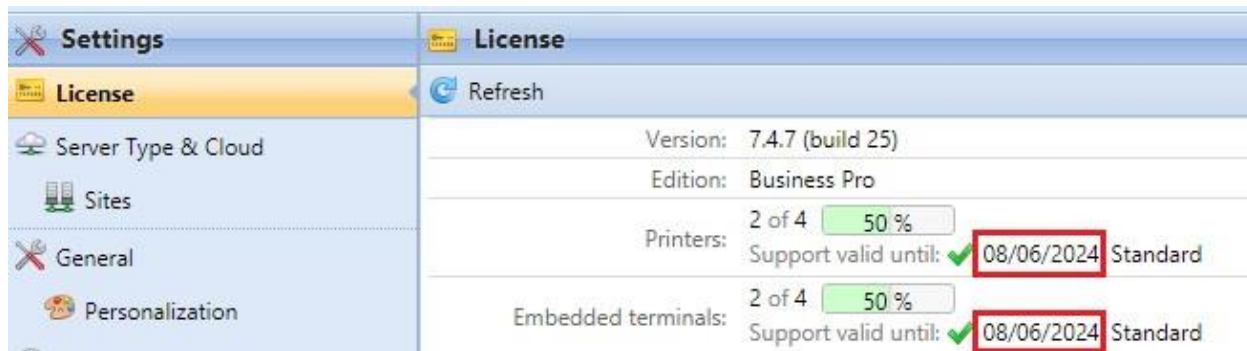 Settings
License
License
Refresh
Server Type & Cloud
Sites
General
Personalization
Version: 7.4.7 (build 25)
Edition: Business Pro
Printers: 2 of 4 50 %
Support valid until: 08/06/2024 Standard
Embedded terminals: 2 of 4 50 %
Support valid until: 08/06/2024 Standard